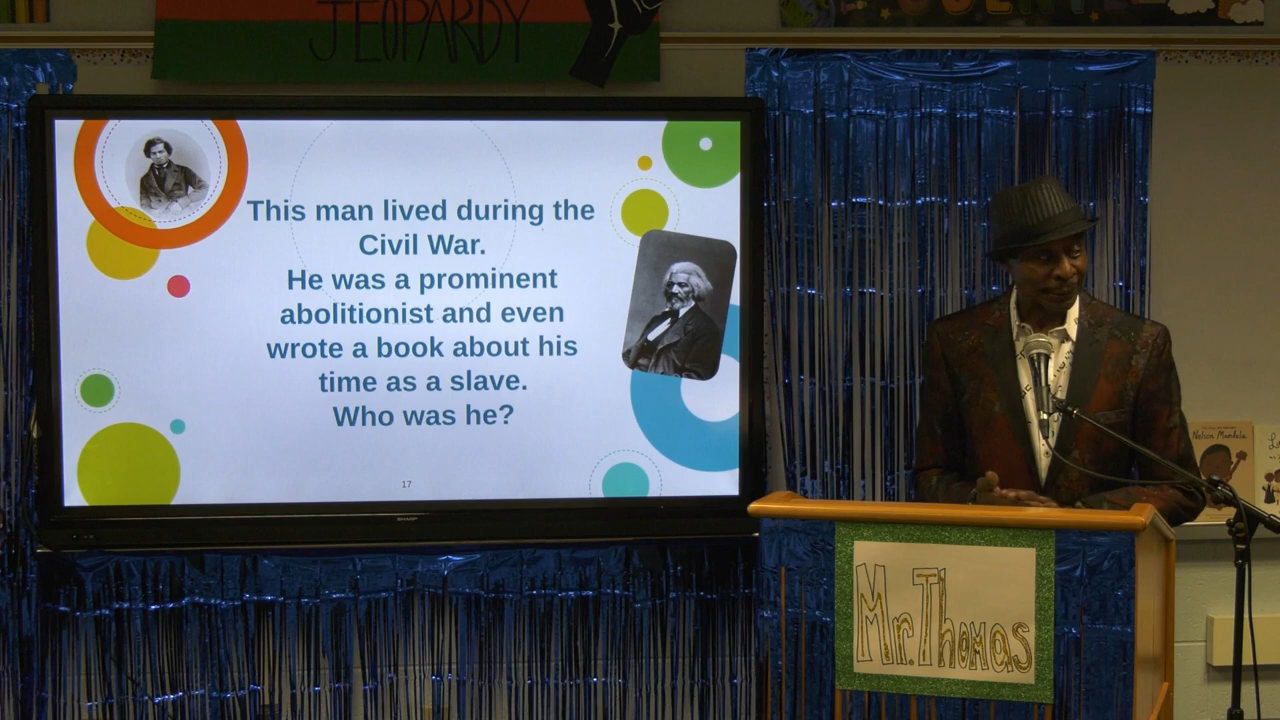 JEOPARDY
This man lived during the
Civil War.
He was a prominent
abolitionist and even
wrote a book about his
time as a slave.
Who was he?
17
SHARP
Nelson Mandela
Mr. Thomas